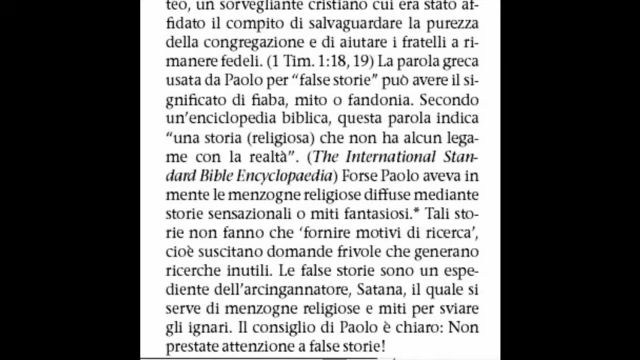 teo, un sorvegliante cristiano cui era stato af-
fidato il compito di salvaguardare la purezza
della congregazione e di aiutare i fratelli a ri-
manere fedeli. (1 Tim. 1:18, 19) La parola greca
usata da Paolo per “false storie” può avere il si-
gnificato di fiaba, mito o fandonia. Secondo
un’enciclopedia biblica, questa parola indica
“una storia (religiosa) che non ha alcun lega-
me con la realtà”. (The International Stan-
dard Bible Encyclopaedia) Forse Paolo aveva in
mente le menzogne religiose diffuse mediante
storie sensazionali o miti fantasiosi.* Tali sto-
rie non fanno che ‘fornire motivi di ricerca’,
cioè suscitano domande frivole che generano
ricerche inutili. Le false storie sono un espe-
diente dell’arcingannatore, Satana, il quale si
serve di menzogne religiose e miti per sviare
gli ignari. Il consiglio di Paolo è chiaro: Non
prestate attenzione a false storie!